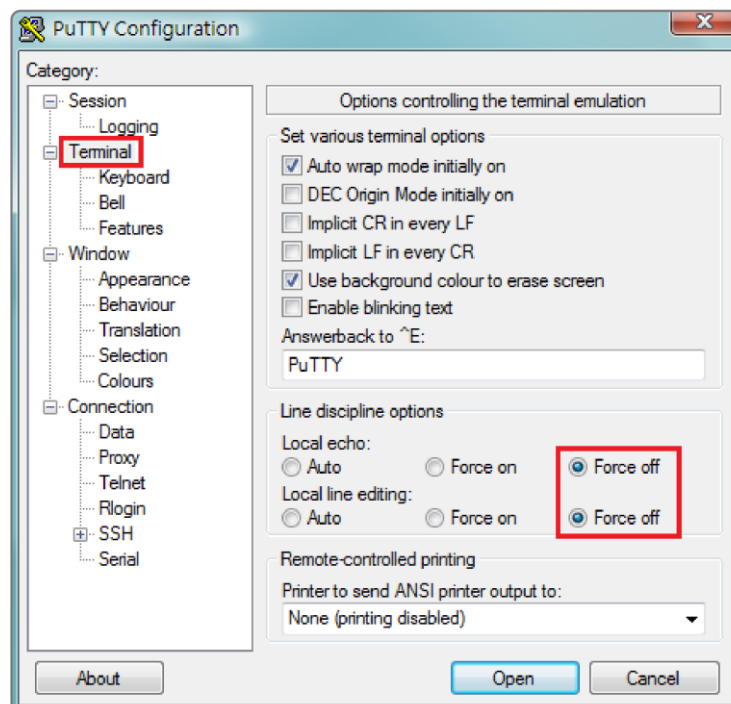 PuTTY Configuration
Category:
Session
Logging
Terminal
Keyboard
Bell
Features
Window
Appearance
Behaviour
Translation
Selection
Colours
Connection
Data
Proxy
Telnet
Rlogin
SSH
Serial
Options controlling the terminal emulation
Set various terminal options
Auto wrap mode initially on
DEC Origin Mode initially on
Implicit CR in every LF
Implicit LF in every CR
Use background colour to erase screen
Enable blinking text
Answerback to ^E:
PuTTY
Line discipline options
Local echo:
Auto Force on Force off
Local line editing:
Auto Force on Force off
Remote-controlled printing
Printer to send ANSI printer output to:
None (printing disabled)
About Open Cancel